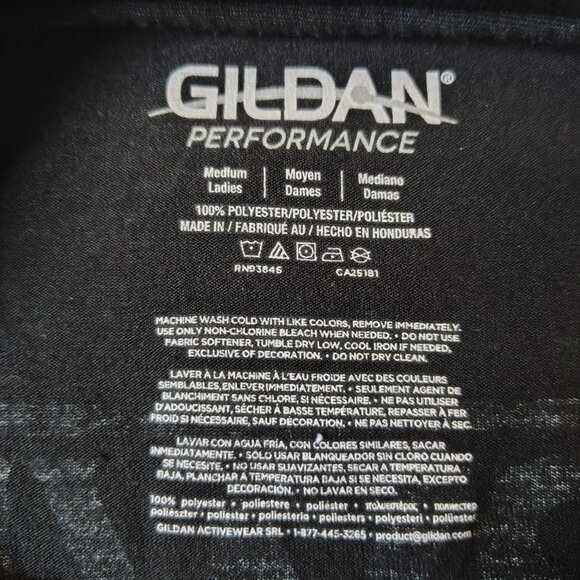 GILDAN®
PERFORMANCE
Medium | Moyen | Mediano
Ladies | Dames | Damas
100% POLYESTER/POLYESTER/POLIÉSTER
MADE IN / FABRIQUÉ AU / HECHO EN HONDURAS
RN93846 CA25181
MACHINE WASH COLD WITH LIKE COLORS, REMOVE IMMEDIATELY.
USE ONLY NON-CHLORINE BLEACH WHEN NEEDED. • DO NOT USE
FABRIC SOFTENER, TUMBLE DRY LOW, COOL IRON IF NEEDED,
EXCLUSIVE OF DECORATION. • DO NOT DRY CLEAN.
LAVER À LA MACHINE À L'EAU FROIDE AVEC DES COULEURS
SEMBLABLES, ENLEVER IMMÉDIATEMENT. • SEULEMENT AGENT DE
BLANCHIMENT SANS CHLORE, SI NÉCESSAIRE. • NE PAS UTILISER
D'ADOUCISSANT, SÉCHER À BASSE TEMPÉRATURE, REPASSER À FER
FROID SI NÉCESSAIRE, SAUF DÉCORATION. • NE PAS NETTOYER À SEC.
LAVAR CON AGUA FRÍA, CON COLORES SIMILARES, SACAR
INMEDIATAMENTE. • SÓLO USAR BLANQUEADOR SIN CLORO CUANDO
SE NECESITE. • NO USAR SUAVIZANTES, SECAR A TEMPERATURA
BAJA, PLANCHAR A TEMPERATURA BAJA SI SE NECESITE, EXCEPTO
DECORACIÓN. • NO LAVAR EN SECO.
100% polyester • poliestere • poliéster • πολυεστέρας • полиестер
Poliészter • poliester • poliesterio • poliesters • polyesteri • polyester
GILDAN ACTIVEWEAR SRL • 1-877-445-3265 • product@gildan.com